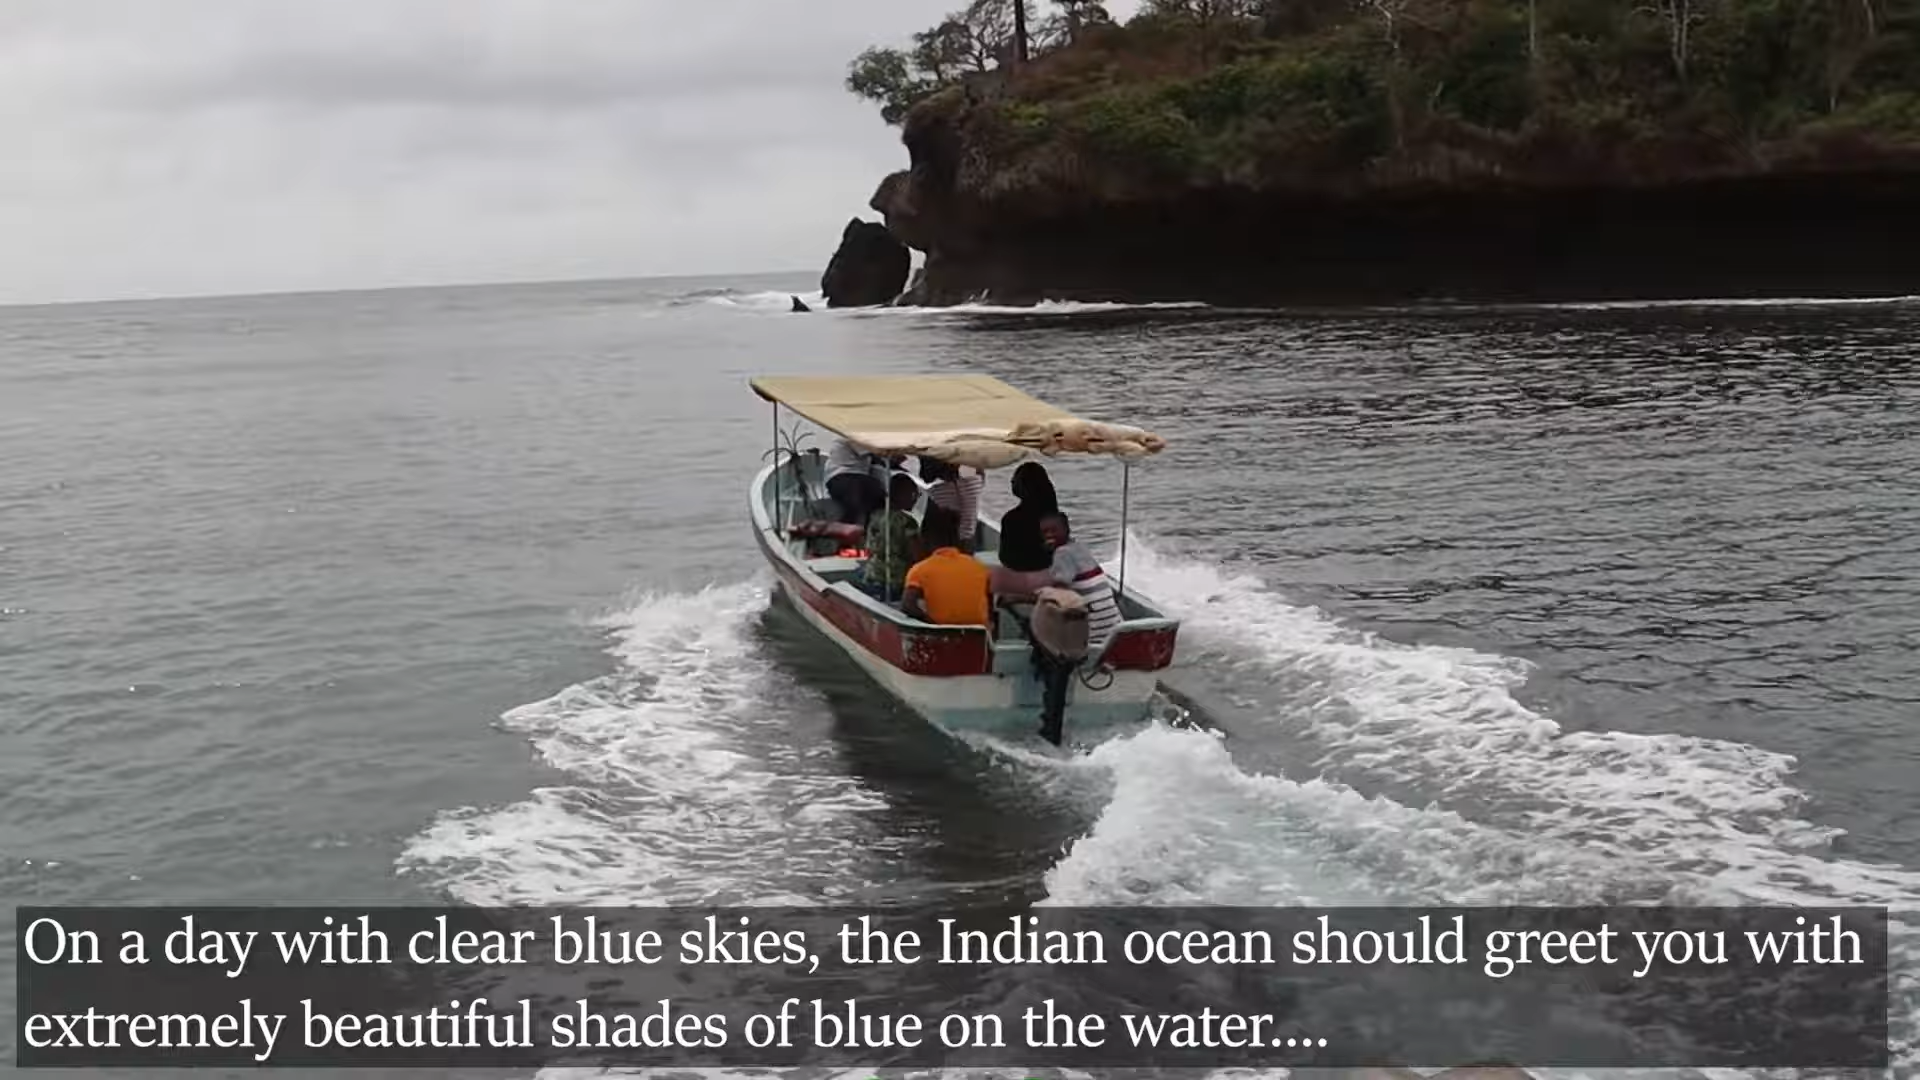 On a day with clear blue skies, the Indian ocean should greet you with
extremely beautiful shades of blue on the water....